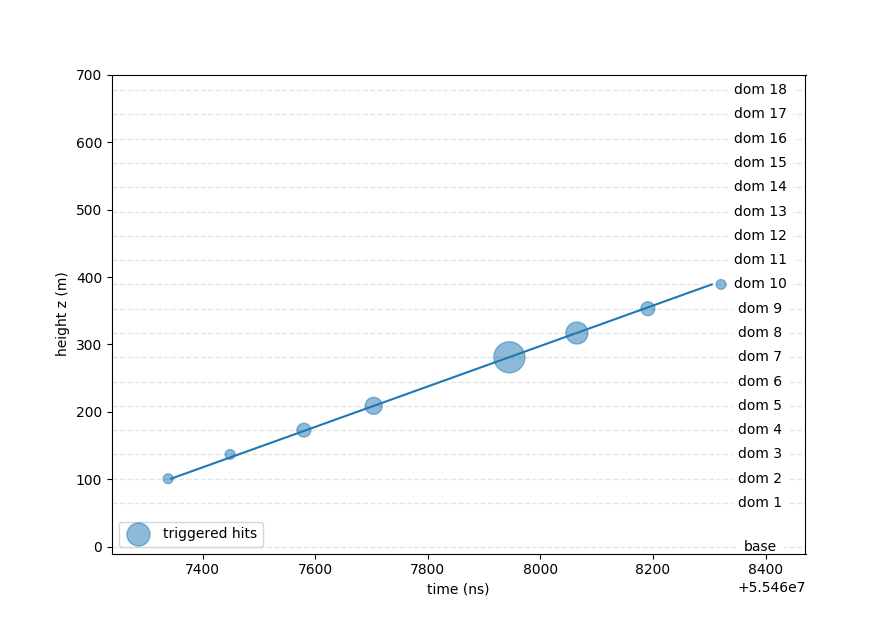 700
600
500
400
300
200
100
0
height z (m)
dom 18
dom 17
dom 16
dom 15
dom 14
dom 13
dom 12
dom 11
dom 10
dom 9
dom 8
dom 7
dom 6
dom 5
dom 4
dom 3
dom 2
dom 1
base
triggered hits
7400 7600 7800 8000 8200 8400
time (ns)
+5.546e7